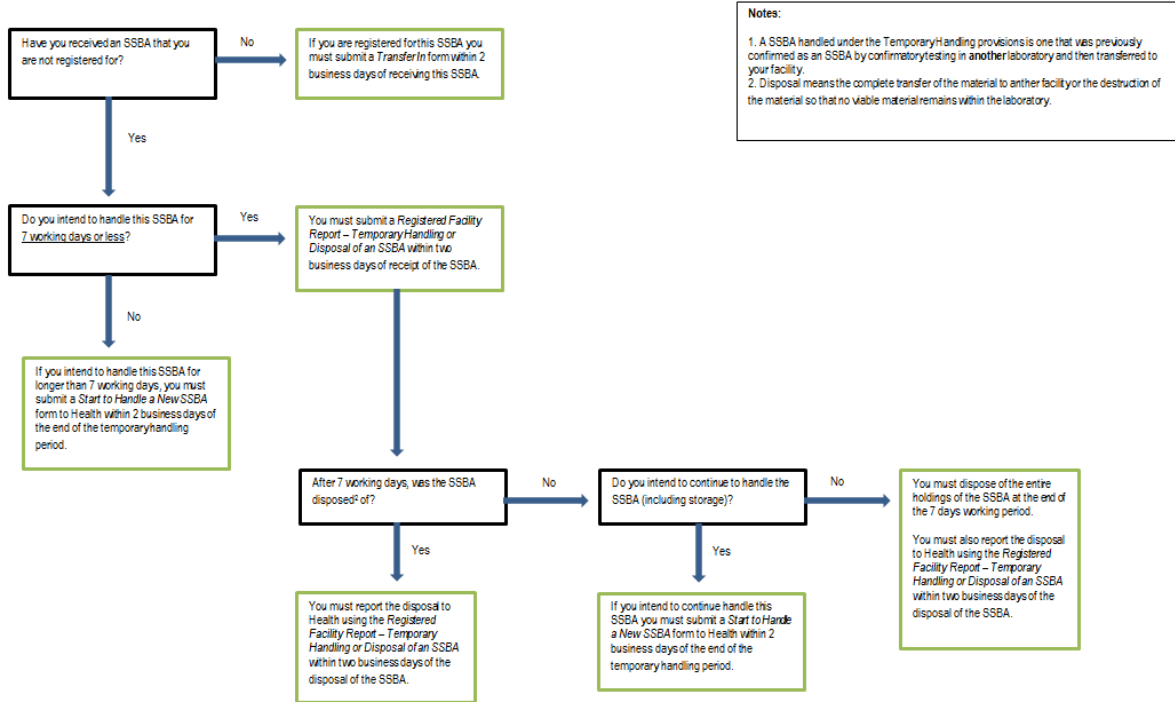 Have you received an SSBA that you
are not registered for?
No
If you are registered for this SSBA you
must submit a Transfer In form within 2
business days of receiving this SSBA.
Notes:
1. A SSBA handled under the Temporary Handling provisions is one that was previously
confirmed as an SSBA by confirmatory testing in another laboratory and then transferred to
your facility.
2. Disposal means the complete transfer of the material to anther facility or the destruction of
the material so that no viable material remains within the laboratory.
Yes
Do you intend to handle this SSBA for
7 working days or less?
Yes
You must submit a Registered Facility
Report – Temporary Handling or
Disposal of an SSBA within two
business days of receipt of the SSBA.
No
If you intend to handle this SSBA for
longer than 7 working days, you must
submit a Start to Handle a New SSBA
form to Health within 2 business days of
the end of the temporary handling
period.
After 7 working days, was the SSBA
disposed² of?
No
Do you intend to continue to handle the
SSBA (including storage)?
No
You must dispose of the entire
holdings of the SSBA at the end of
the 7 days working period.
You must also report the disposal
to Health using the Registered
Facility Report – Temporary
Handling or Disposal of an SSBA
within two business days of the
disposal of the SSBA.
Yes
You must report the disposal to
Health using the Registered
Facility Report – Temporary
Handling or Disposal of an SSBA
within two business days of the
disposal of the SSBA.
Yes
If you intend to continue handle this
SSBA you must submit a Start to Handle
a New SSBA form to Health within 2
business days of the end of the
temporary handling period.